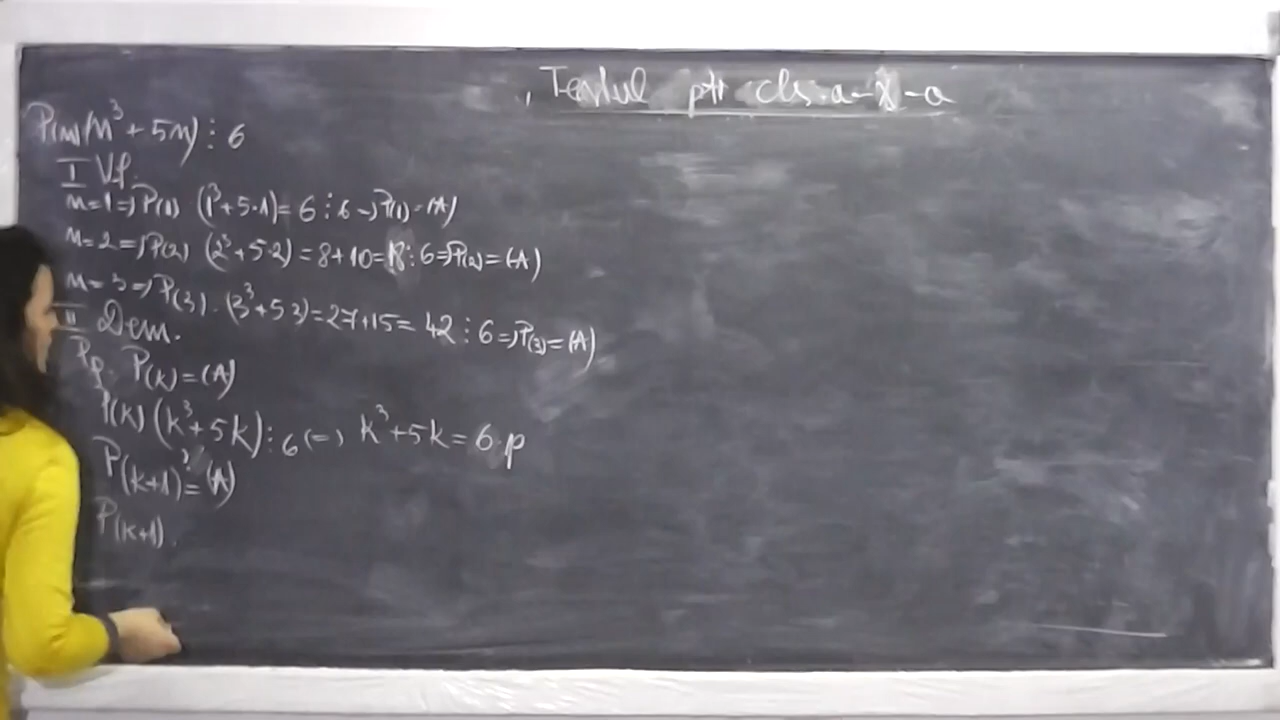 Testul ptr cls. a-X-a
P(n) (n³ + 5n) ⋮ 6
I Vf.
n=1 => P(1) (1³+5·1)= 6 ⋮ 6 => P(1)-(A)
n=2 => P(2) (2³+5·2)=8+10=18 ⋮ 6 => P(2)=(A)
n=3 => P(3). (3³+5 3)=27+15= 42 ⋮ 6 => P(3)=(A)
II Dem.
Pp. P(k)=(A)
P(k) (k³+5k) ⋮ 6 (=) k³+5k = 6·p
P(k+1) ?= (A)
P(k+1).